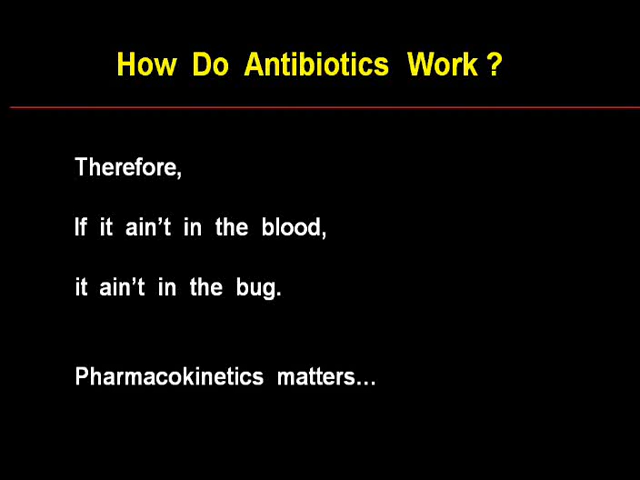 How Do Antibiotics Work ?
Therefore,
If it ain’t in the blood,
it ain’t in the bug.
Pharmacokinetics matters…